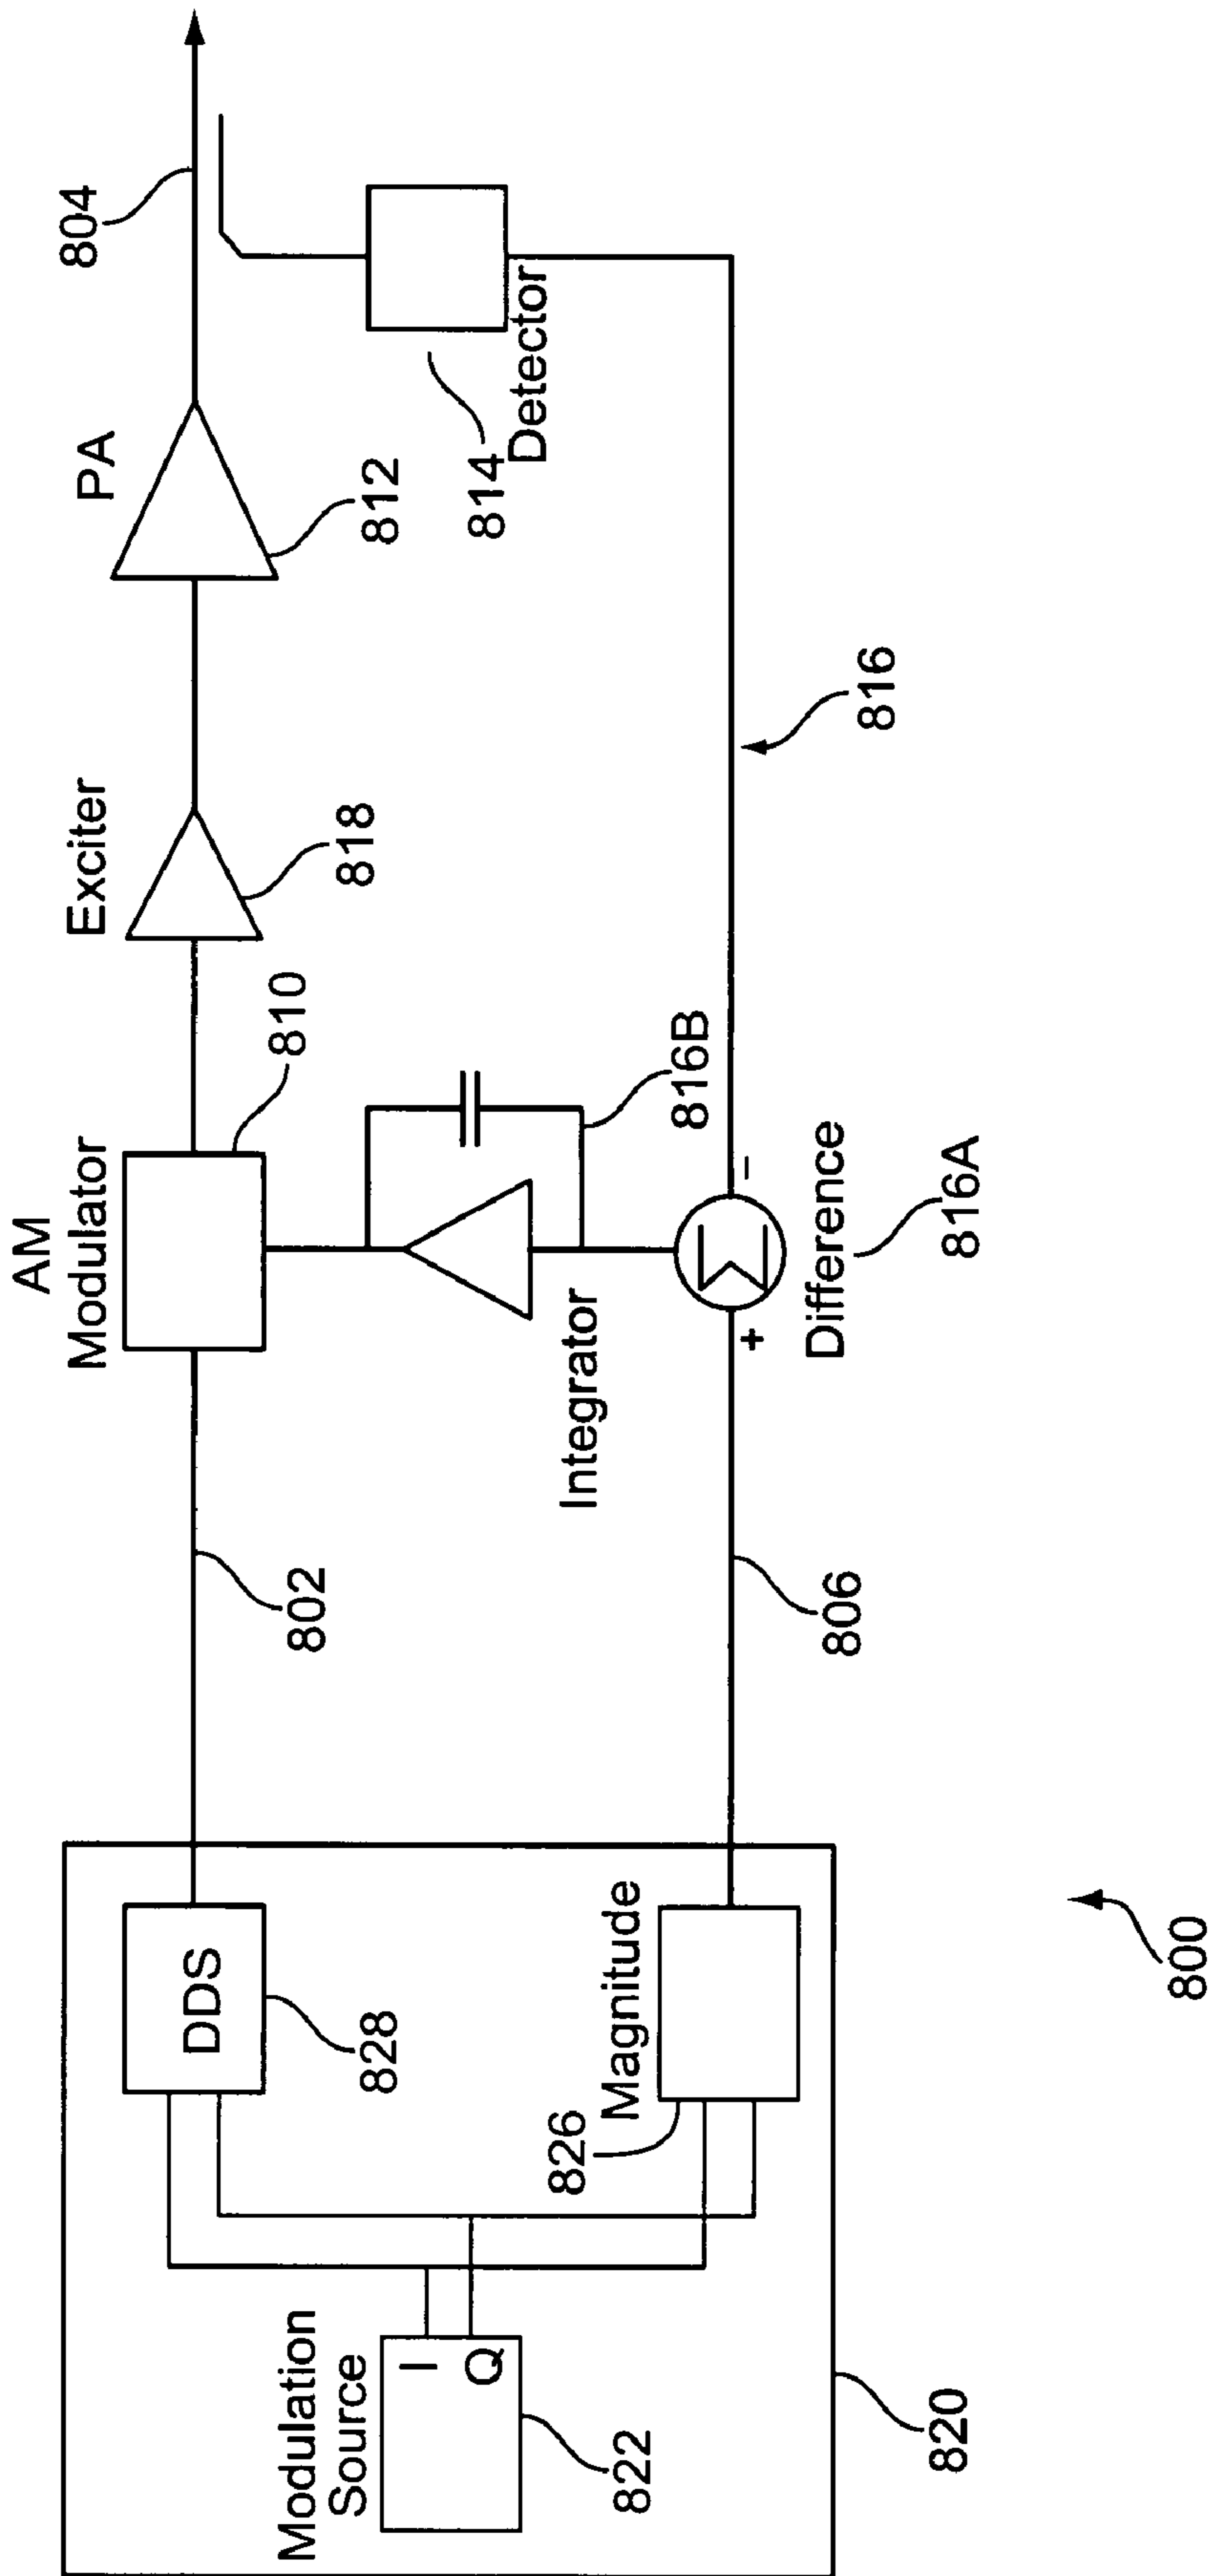 AM
Modulator
810
Exciter
818
PA
812
804
802
DDS
828
Modulation
Source
I
Q
822
820
Magnitude
826
806
Integrator
816B
+
Σ
−
Difference
816A
816
814
Detector
800